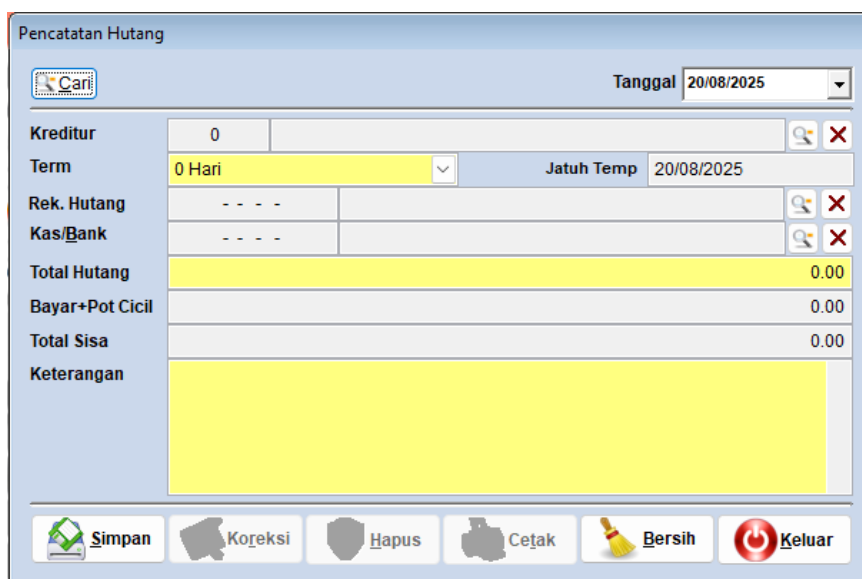 Pencatatan Hutang
Cari Tanggal 20/08/2025
Kreditur 0
Term 0 Hari Jatuh Temp 20/08/2025
Rek. Hutang - - - -
Kas/Bank - - - -
Total Hutang 0.00
Bayar+Pot Cicil 0.00
Total Sisa 0.00
Keterangan
Simpan Koreksi Hapus Cetak Bersih Keluar